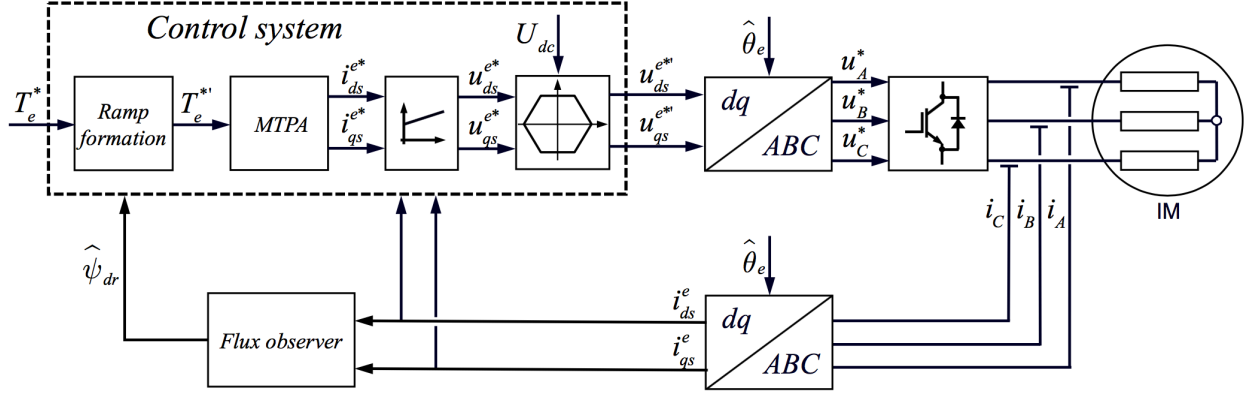 Control system
U_dc
T_e^*
Ramp
formation
T_e^*'
MTPA
i_ds^e*
i_qs^e*
u_ds^e*
u_qs^e*
u_ds^e*'
u_qs^e*'
θ̂_e
dq
ABC
u_A^*
u_B^*
u_C^*
IM
i_C
i_B
i_A
ψ̂_dr
Flux observer
i_ds^e
i_qs^e
θ̂_e
dq
ABC